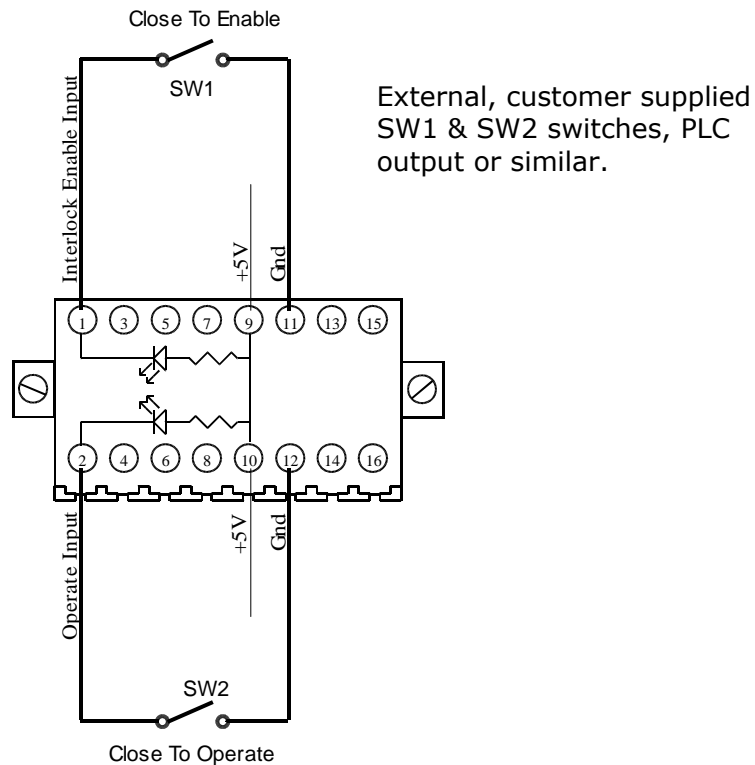 Close To Enable
SW1
External, customer supplied
SW1 & SW2 switches, PLC
output or similar.
Interlock Enable Input
+5V
Gnd
1 3 5 7 9 11 13 15
2 4 6 8 10 12 14 16
Operate Input
+5V
Gnd
SW2
Close To Operate